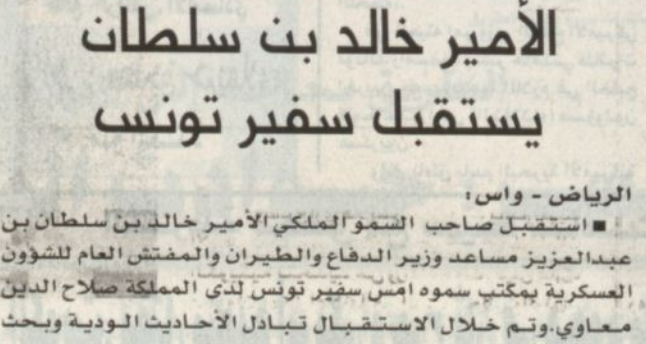 الأمير خالد بن سلطان
يستقبل سفير تونس
الرياض - واس:
■ استقبل صاحب السمو الملكي الأمير خالد بن سلطان بن
عبدالعزيز مساعد وزير الدفاع والطيران والمفتش العام للشؤون
العسكرية بمكتب سموه امس سفير تونس لدى المملكة صلاح الدين
معاوي.وتم خلال الاستقبال تبادل الأحاديث الودية وبحث